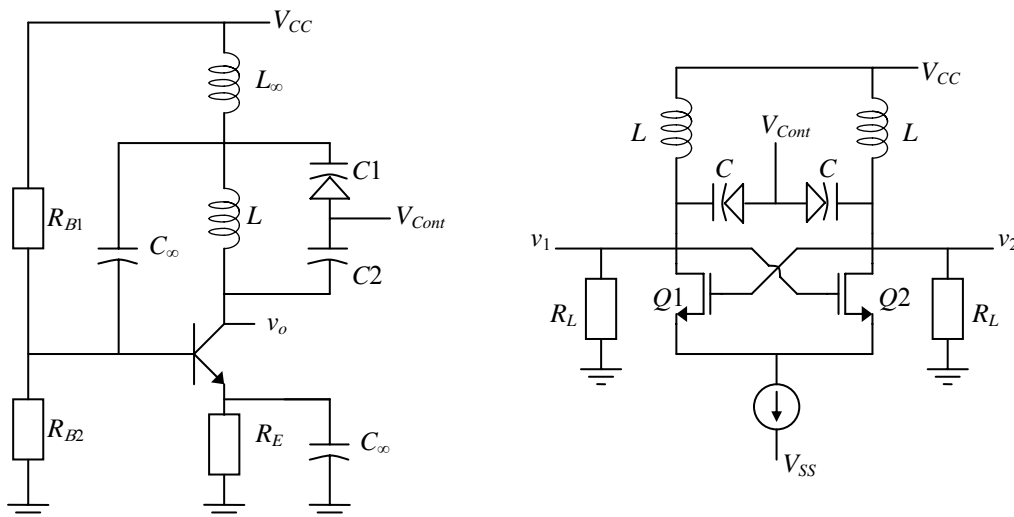 V_CC
L_∞
C1
R_B1
L
V_Cont
C_∞
C2
v_o
R_B2
R_E
C_∞
V_CC
L
V_Cont
L
C
C
v_1
v_2
Q1
Q2
R_L
R_L
V_SS